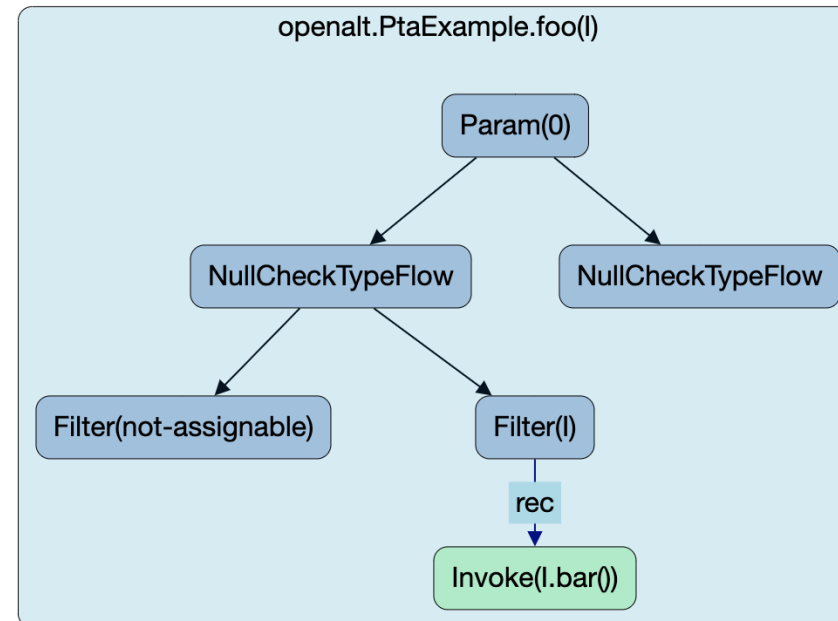 openalt.PtaExample.foo(I)
Param(0)
NullCheckTypeFlow
NullCheckTypeFlow
Filter(not-assignable)
Filter(I)
rec
Invoke(I.bar())